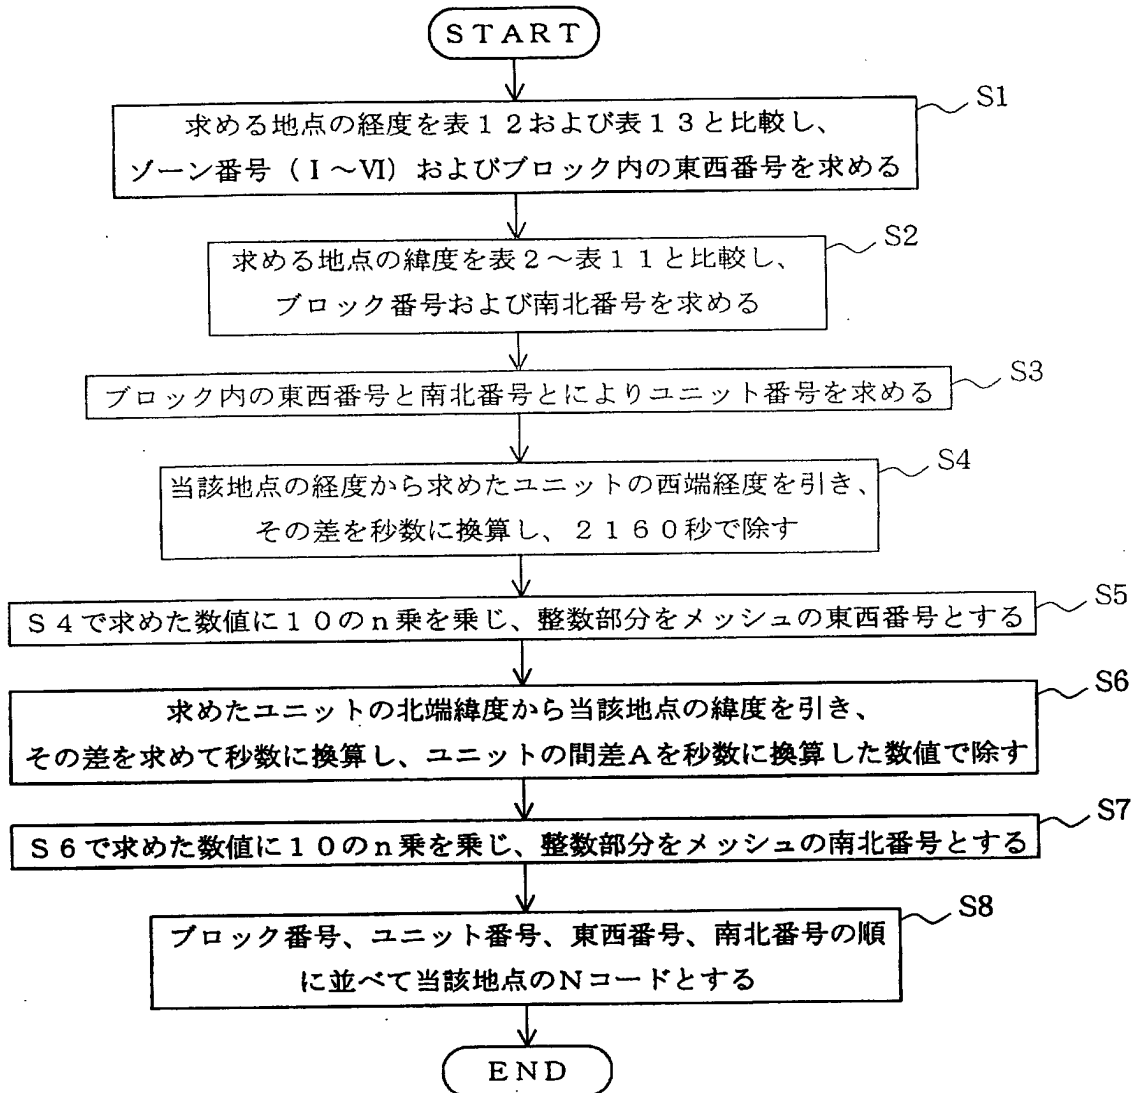 START
S1
求める地点の経度を表12および表13と比較し、
ゾーン番号（Ⅰ～Ⅵ）およびブロック内の東西番号を求める
S2
求める地点の緯度を表2～表11と比較し、
ブロック番号および南北番号を求める
S3
ブロック内の東西番号と南北番号とによりユニット番号を求める
S4
当該地点の経度から求めたユニットの西端経度を引き、
その差を秒数に換算し、2160秒で除す
S5
S4で求めた数値に10のn乗を乗じ、整数部分をメッシュの東西番号とする
S6
求めたユニットの北端緯度から当該地点の緯度を引き、
その差を求めて秒数に換算し、ユニットの間差Aを秒数に換算した数値で除す
S7
S6で求めた数値に10のn乗を乗じ、整数部分をメッシュの南北番号とする
S8
ブロック番号、ユニット番号、東西番号、南北番号の順
に並べて当該地点のNコードとする
END